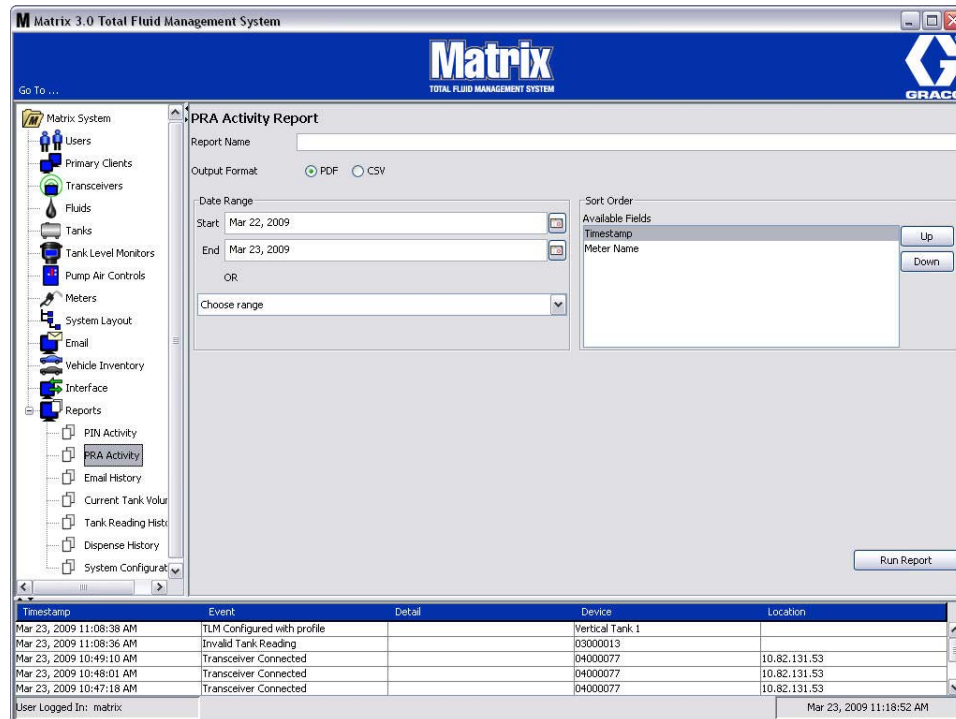 Matrix 3.0 Total Fluid Management System
Go To ...
Matrix
TOTAL FLUID MANAGEMENT SYSTEM
GRACO
Matrix System
Users
Primary Clients
Transceivers
Fluids
Tanks
Tank Level Monitors
Pump Air Controls
Meters
System Layout
Email
Vehicle Inventory
Interface
Reports
PIN Activity
PRA Activity
Email History
Current Tank Volur
Tank Reading Histo
Dispense History
System Configurat
PRA Activity Report
Report Name
Output Format PDF CSV
Date Range
Start Mar 22, 2009
End Mar 23, 2009
OR
Choose range
Sort Order
Available Fields
Timestamp
Meter Name
Up
Down
Run Report
Timestamp Event Detail Device Location
Mar 23, 2009 11:08:38 AM TLM Configured with profile Vertical Tank 1
Mar 23, 2009 11:08:36 AM Invalid Tank Reading 03000013
Mar 23, 2009 10:49:10 AM Transceiver Connected 04000077 10.82.131.53
Mar 23, 2009 10:48:01 AM Transceiver Connected 04000077 10.82.131.53
Mar 23, 2009 10:47:18 AM Transceiver Connected 04000077 10.82.131.53
User Logged In: matrix Mar 23, 2009 11:18:52 AM